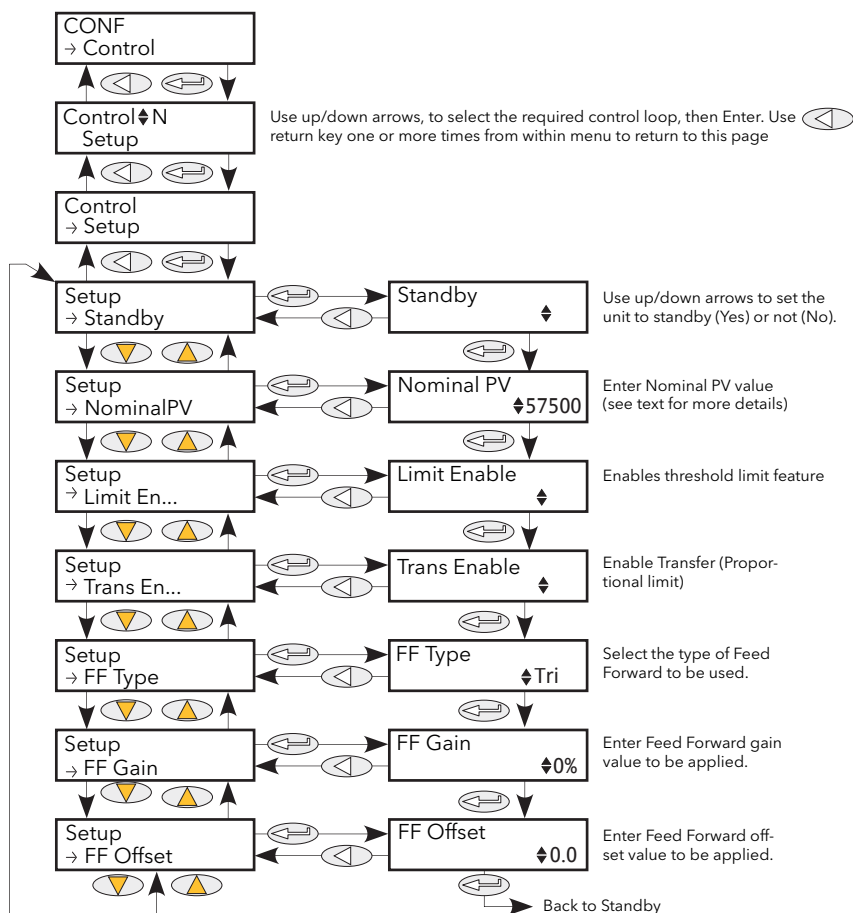 CONF
→ Control
Control♦N
Setup
Use up/down arrows, to select the required control loop, then Enter. Use
return key one or more times from within menu to return to this page
Control
→ Setup
Setup
→ Standby
Standby
♦
Use up/down arrows to set the
unit to standby (Yes) or not (No).
Setup
→ NominalPV
Nominal PV
♦57500
Enter Nominal PV value
(see text for more details)
Setup
→ Limit En...
Limit Enable
♦
Enables threshold limit feature
Setup
→ Trans En...
Trans Enable
♦
Enable Transfer (Propor-
tional limit)
Setup
→ FF Type
FF Type
♦Tri
Select the type of Feed
Forward to be used.
Setup
→ FF Gain
FF Gain
♦0%
Enter Feed Forward gain
value to be applied.
Setup
→ FF Offset
FF Offset
♦0.0
Enter Feed Forward off-
set value to be applied.
Back to Standby